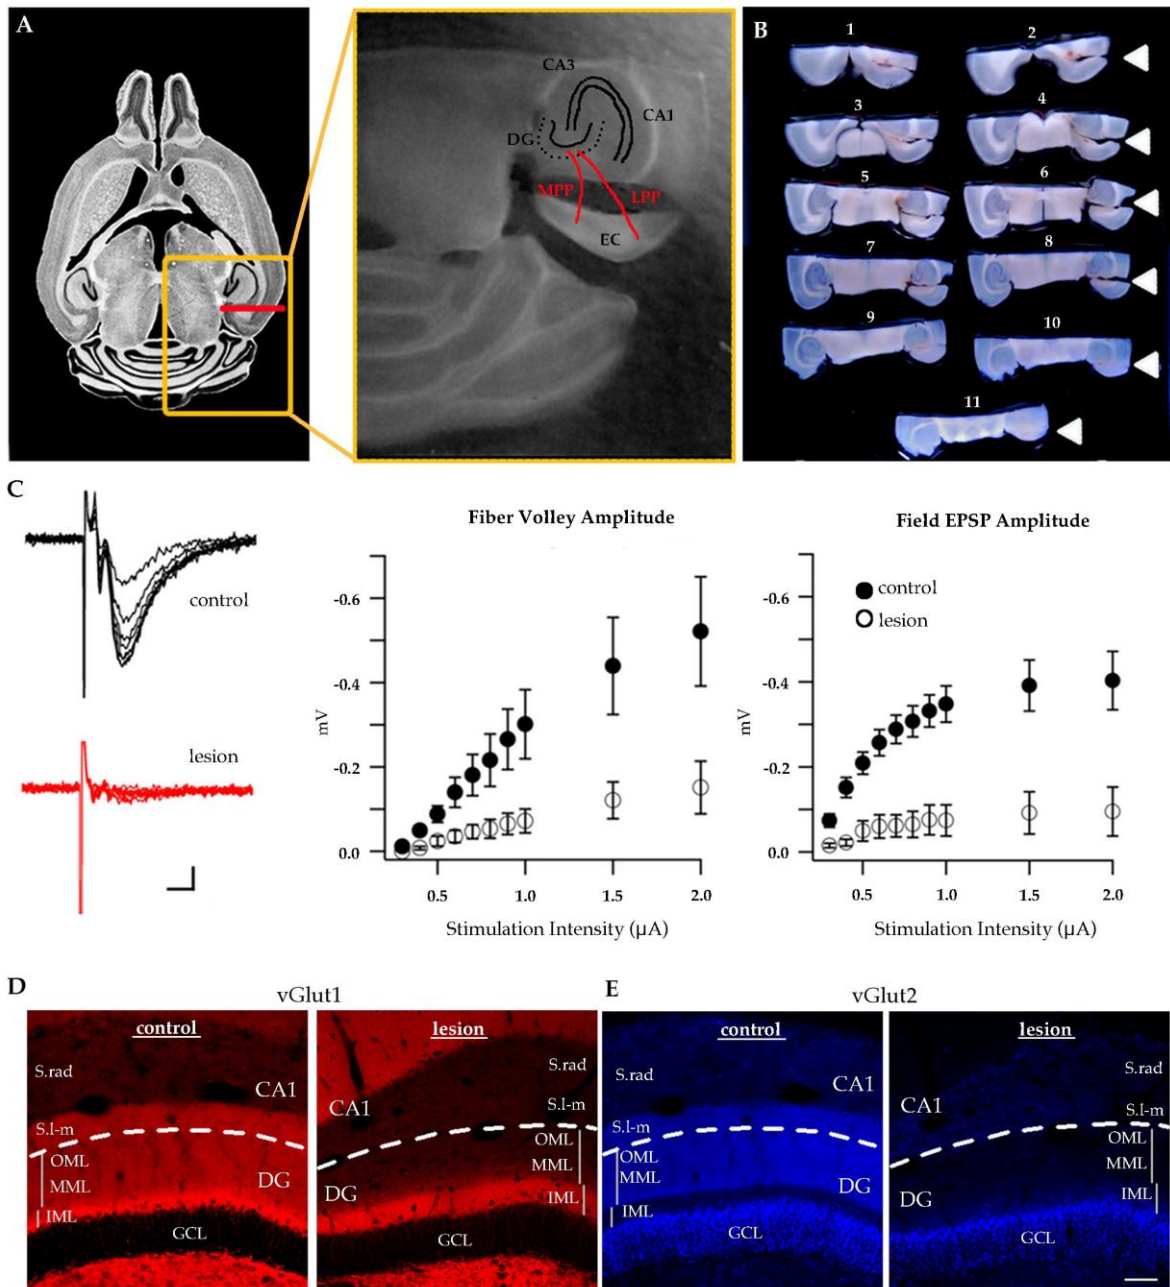 A
CA3
CA1
DG
MPP
LPP
EC
B
1
2
3
4
5
6
7
8
9
10
11
C
control
lesion
Fiber Volley Amplitude
-0.6
-0.4
-0.2
0.0
mV
0.5
1.0
1.5
2.0
Stimulation Intensity (µA)
Field EPSP Amplitude
control
lesion
-0.6
-0.4
-0.2
0.0
mV
0.5
1.0
1.5
2.0
Stimulation Intensity (µA)
D
vGlut1
control
S.rad
CA1
S.l-m
OML
MML
DG
IML
GCL
lesion
S.rad
CA1
S.l-m
OML
MML
DG
IML
GCL
E
vGlut2
control
S.rad
CA1
S.l-m
OML
MML
DG
IML
GCL
lesion
S.rad
CA1
S.l-m
OML
MML
DG
IML
GCL